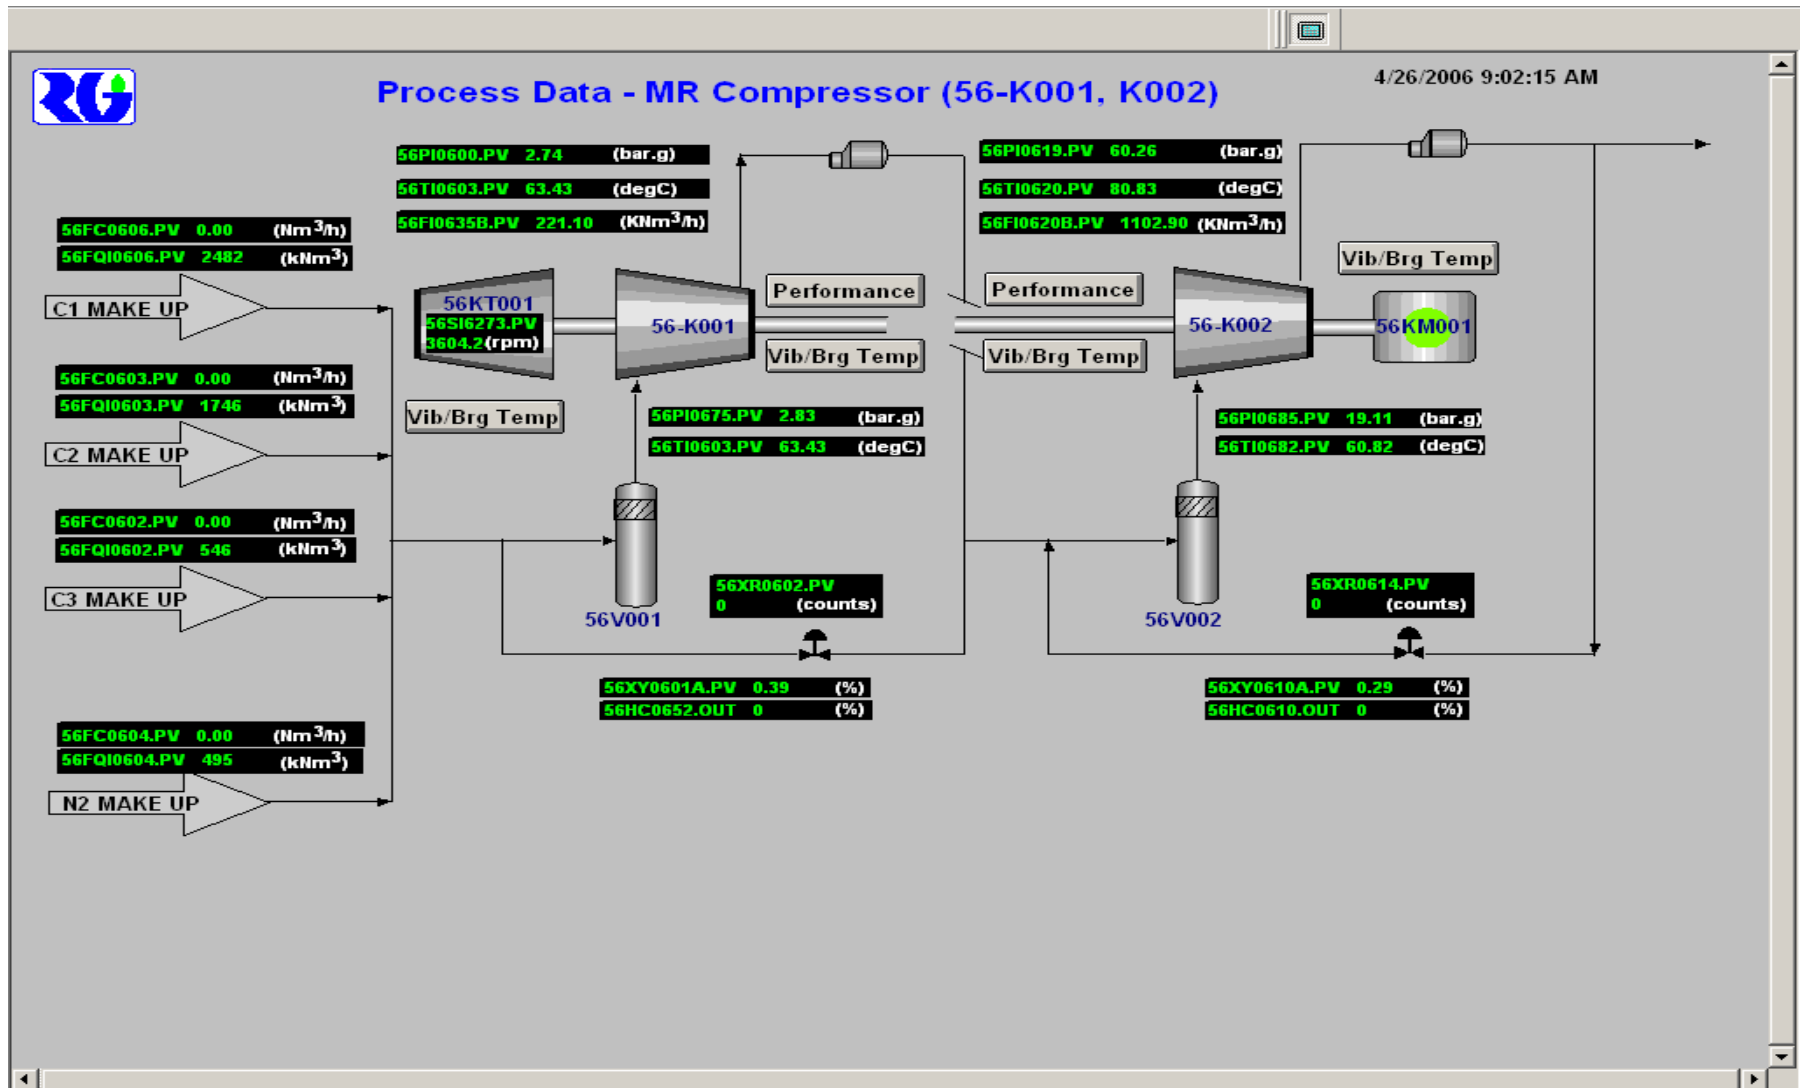 RG
Process Data - MR Compressor (56-K001, K002)
4/26/2006 9:02:15 AM
56PI0600.PV 2.74 (bar.g)
56TI0603.PV 63.43 (degC)
56FI0635B.PV 221.10 (KNm3/h)
56PI0619.PV 60.26 (bar.g)
56TI0620.PV 80.83 (degC)
56FI0620B.PV 1102.90 (KNm3/h)
56FC0606.PV 0.00 (Nm3/h)
56FQI0606.PV 2482 (kNm3)
C1 MAKE UP
56KT001
56SI6273.PV
3604.2(rpm)
56-K001
Performance
Vib/Brg Temp
Performance
Vib/Brg Temp
56-K002
Vib/Brg Temp
56KM001
56FC0603.PV 0.00 (Nm3/h)
56FQI0603.PV 1746 (kNm3)
C2 MAKE UP
Vib/Brg Temp
56PI0675.PV 2.83 (bar.g)
56TI0603.PV 63.43 (degC)
56PI0685.PV 19.11 (bar.g)
56TI0682.PV 60.82 (degC)
56FC0602.PV 0.00 (Nm3/h)
56FQI0602.PV 546 (kNm3)
C3 MAKE UP
56V001
56XR0602.PV
0 (counts)
56V002
56XR0614.PV
0 (counts)
56XY0601A.PV 0.39 (%)
56HC0652.OUT 0 (%)
56XY0610A.PV 0.29 (%)
56HC0610.OUT 0 (%)
56FC0604.PV 0.00 (Nm3/h)
56FQI0604.PV 495 (kNm3)
N2 MAKE UP